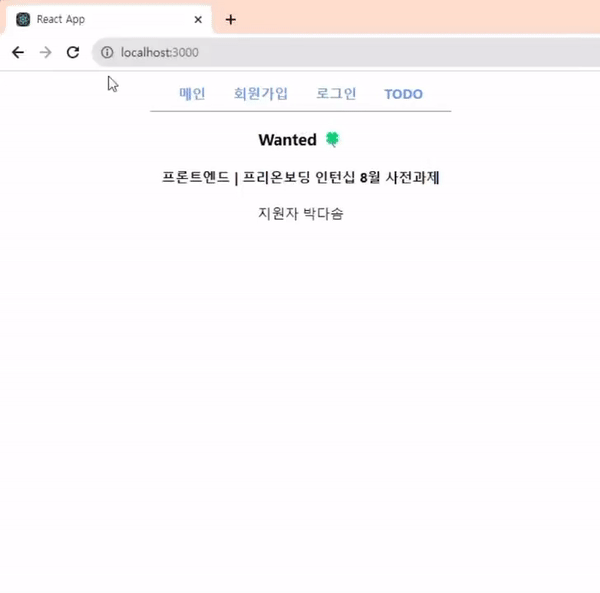 React App
localhost:3000
메인 회원가입 로그인 TODO
Wanted 🍀
프론트엔드 | 프리온보딩 인턴십 8월 사전과제
지원자 박다솜